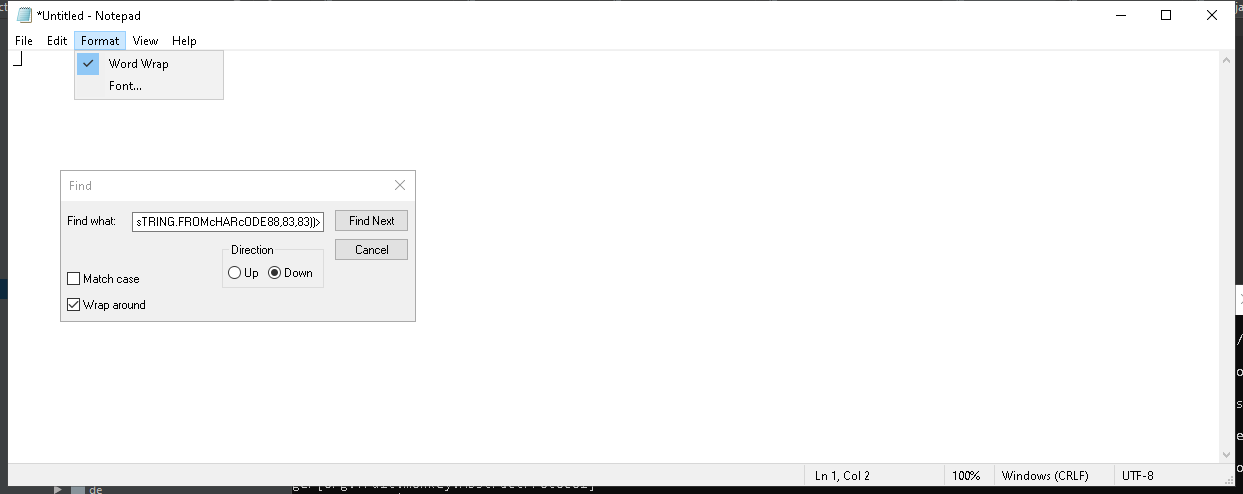 *Untitled - Notepad
File Edit Format View Help
Word Wrap
Font...
Find
Find what: sTRING.FROMcHARcODE88,83,83))> Find Next
Direction Cancel
Up Down
Match case
Wrap around
Ln 1, Col 2 100% Windows (CRLF) UTF-8
de